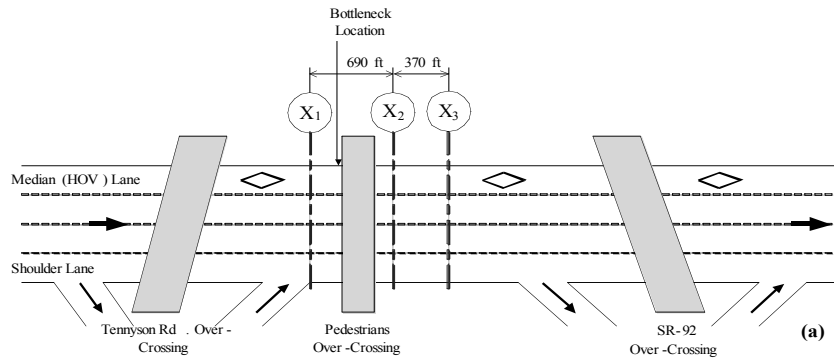 Bottleneck
Location
690 ft
370 ft
X1
X2
X3
Median (HOV) Lane
Shoulder Lane
Tennyson Rd . Over -
Crossing
Pedestrians
Over -Crossing
SR- 92
Over -Crossing
(a)